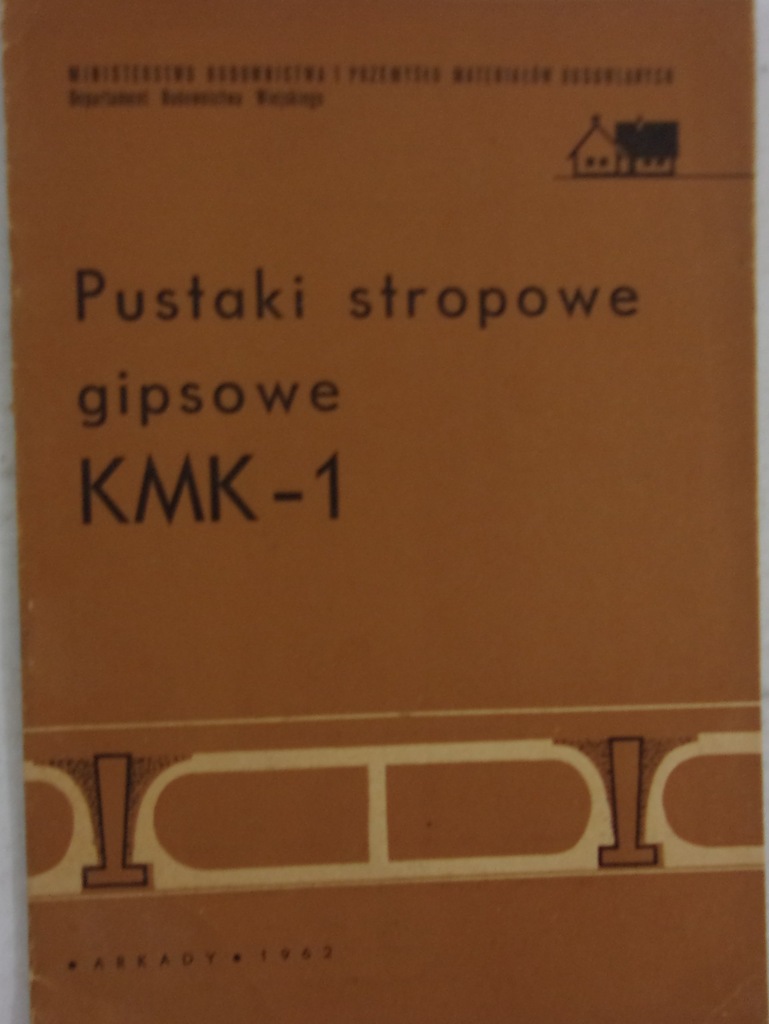 MINISTERSTWO BUDOWNICTWA I PRZEMYSŁU MATERIAŁÓW BUDOWLANYCH
Departament Budownictwa Wiejskiego
Pustaki stropowe
gipsowe
KMK-1
• ARKADY • 1962